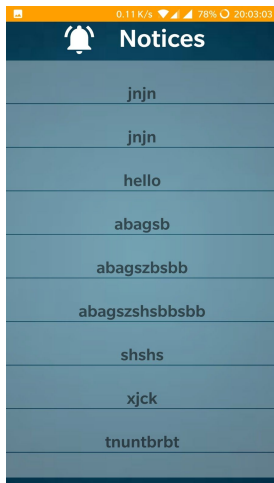 0.11 K/s 78% 20:03:03
Notices
jnjn
jnjn
hello
abagsb
abagszbsbb
abagszshsbbsbb
shshs
xjck
tnuntbrbt